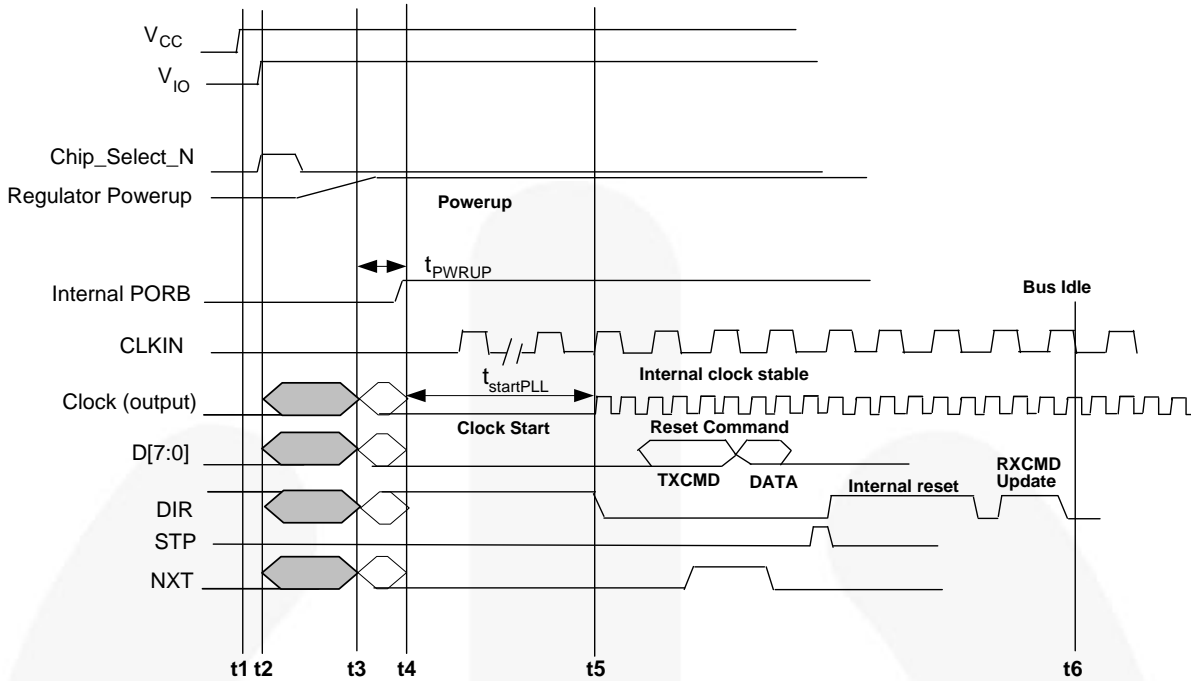 VCC
VIO
Chip_Select_N
Regulator Powerup
Powerup
tPWRUP
Internal PORB
Bus Idle
CLKIN
Internal clock stable
tstartPLL
Clock (output)
Clock Start
Reset Command
D[7:0]
TXCMD
DATA
RXCMD
Update
Internal reset
DIR
STP
NXT
t1 t2 t3 t4 t5 t6